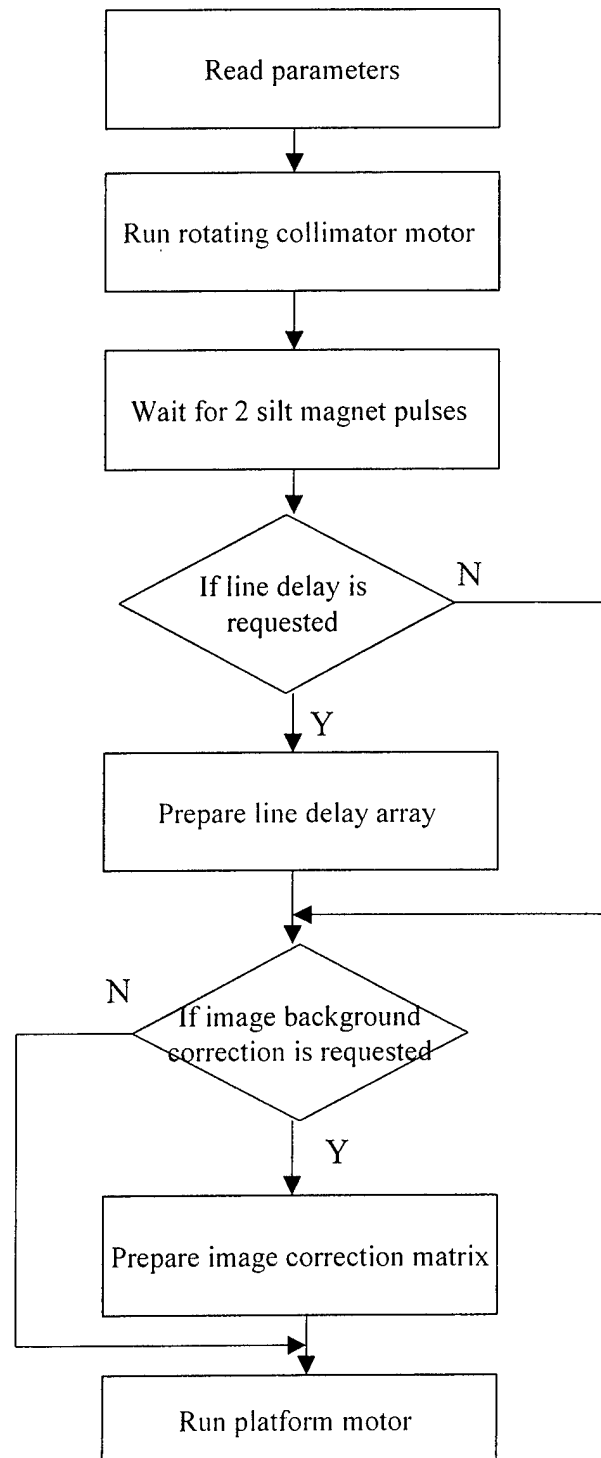 Read parameters
Run rotating collimator motor
Wait for 2 silt magnet pulses
If line delay is
requested
N
Y
Prepare line delay array
N
If image background
correction is requested
Y
Prepare image correction matrix
Run platform motor